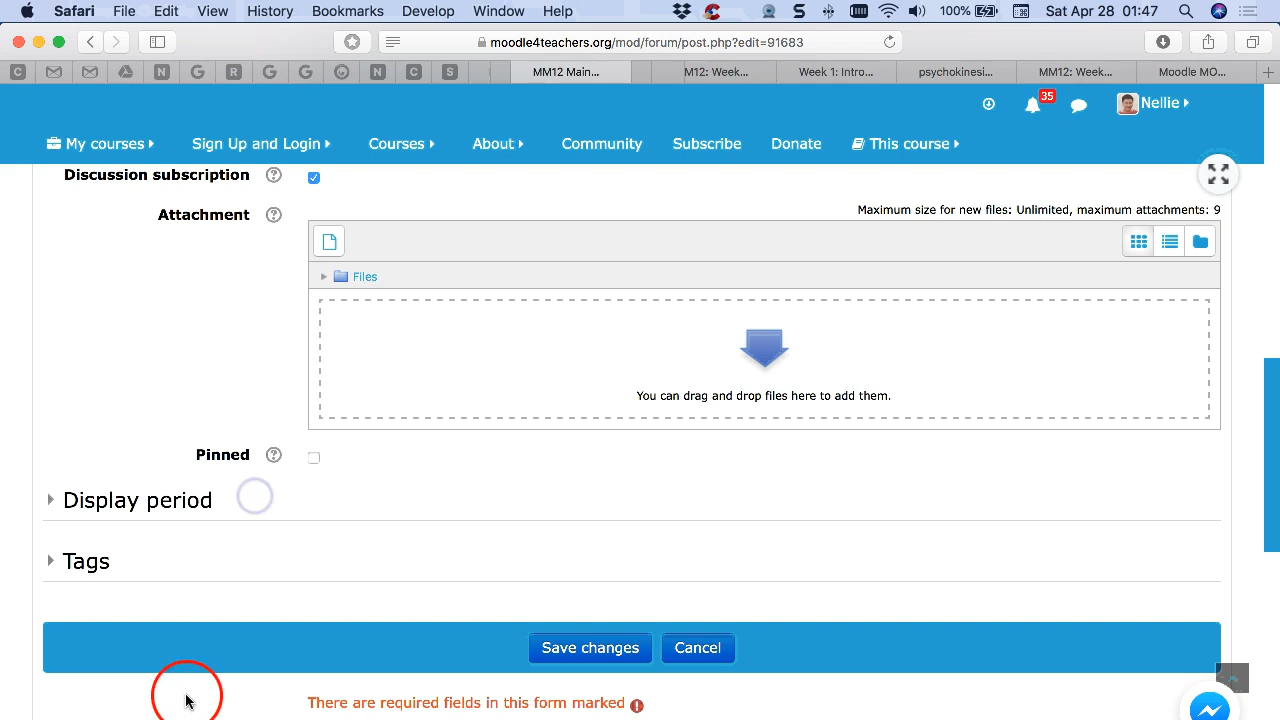 Safari File Edit View History Bookmarks Develop Window Help 100% Sat Apr 28 01:47
moodle4teachers.org/mod/forum/post.php?edit=91683
C N G R G G N C S MM12 Main... M12: Week... Week 1: Intro... psychokinesi... MM12: Week... Moodle MO...
35 Nellie
My courses Sign Up and Login Courses About Community Subscribe Donate This course
Discussion subscription
Attachment Maximum size for new files: Unlimited, maximum attachments: 9
Files
You can drag and drop files here to add them.
Pinned
Display period
Tags
Save changes Cancel
There are required fields in this form marked